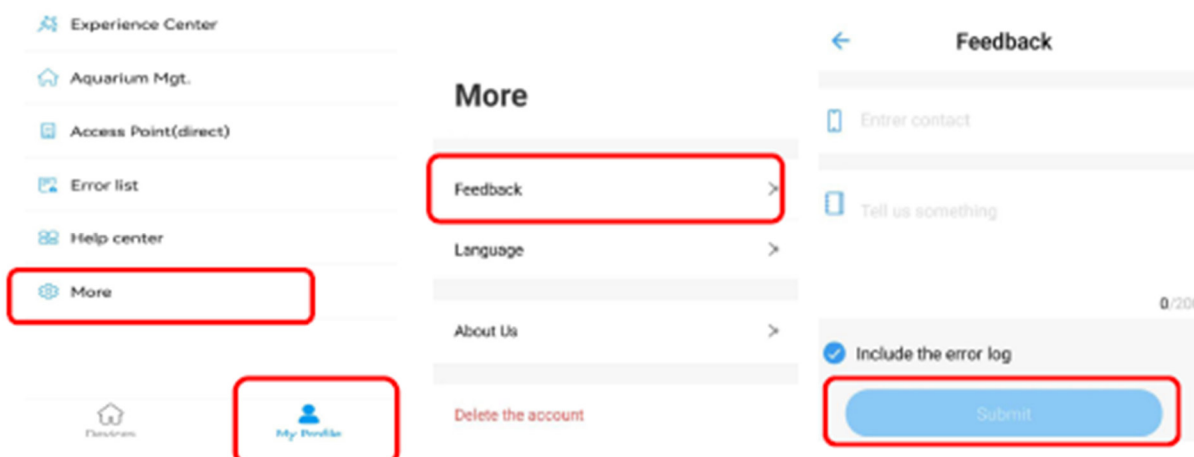 Experience Center
Aquarium Mgt.
Access Point(direct)
Error list
Help center
More
Devices
My Profile
More
Feedback
Language
About Us
Delete the account
Feedback
Entrer contact
Tell us something
0/200
Include the error log
Submit